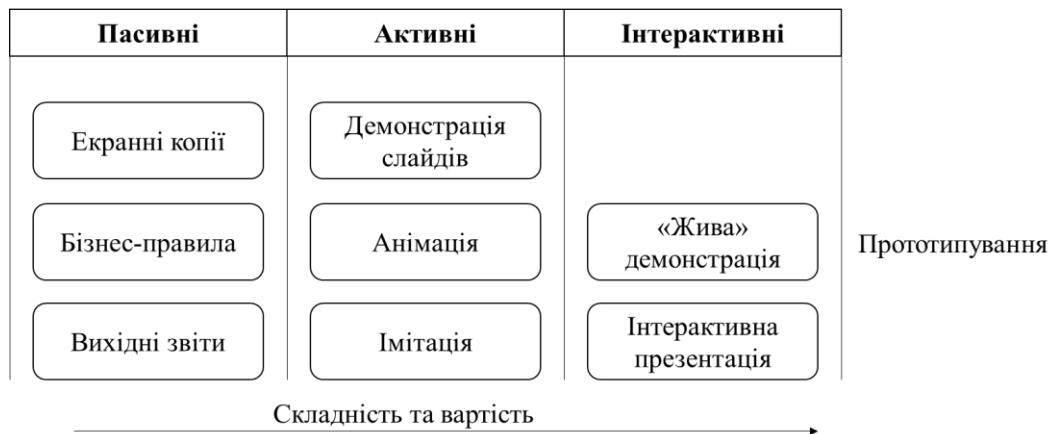 Пасивні
Активні
Інтерактивні
Екранні копії
Демонстрація
слайдів
Бізнес-правила
Анімація
«Жива»
демонстрація
Прототипування
Вихідні звіти
Імітація
Інтерактивна
презентація
Складність та вартість